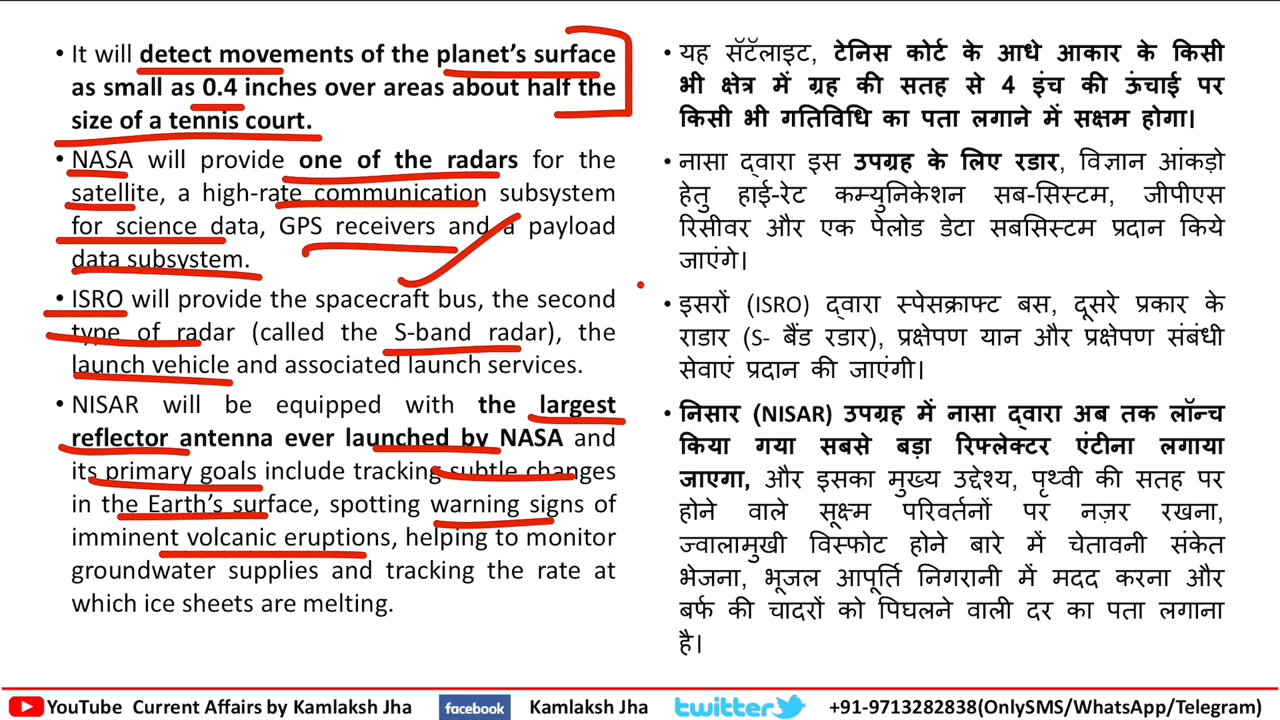 • It will detect movements of the planet's surface
as small as 0.4 inches over areas about half the
size of a tennis court.
• NASA will provide one of the radars for the
satellite, a high-rate communication subsystem
for science data, GPS receivers and a payload
data subsystem.
• ISRO will provide the spacecraft bus, the second
type of radar (called the S-band radar), the
launch vehicle and associated launch services.
• NISAR will be equipped with the largest
reflector antenna ever launched by NASA and
its primary goals include tracking subtle changes
in the Earth's surface, spotting warning signs of
imminent volcanic eruptions, helping to monitor
groundwater supplies and tracking the rate at
which ice sheets are melting.
• यह सॅटॅलाइट, टेनिस कोर्ट के आधे आकार के किसी
भी क्षेत्र में ग्रह की सतह से 4 इंच की ऊंचाई पर
किसी भी गतिविधि का पता लगाने में सक्षम होगा।
• नासा द्वारा इस उपग्रह के लिए रडार, विज्ञान आंकड़ो
हेतु हाई-रेट कम्युनिकेशन सब-सिस्टम, जीपीएस
रिसीवर और एक पेलोड डेटा सबसिस्टम प्रदान किये
जाएंगे।
• इसरों (ISRO) द्वारा स्पेसक्राफ्ट बस, दूसरे प्रकार के
राडार (S- बैंड रडार), प्रक्षेपण यान और प्रक्षेपण संबंधी
सेवाएं प्रदान की जाएंगी।
• निसार (NISAR) उपग्रह में नासा द्वारा अब तक लॉन्च
किया गया सबसे बड़ा रिफ्लेक्टर एंटीना लगाया
जाएगा, और इसका मुख्य उद्देश्य, पृथ्वी की सतह पर
होने वाले सूक्ष्म परिवर्तनों पर नज़र रखना,
ज्वालामुखी विस्फोट होने बारे में चेतावनी संकेत
भेजना, भूजल आपूर्ति निगरानी में मदद करना और
बर्फ की चादरों को पिघलने वाली दर का पता लगाना
है।
YouTube Current Affairs by Kamlaksh Jha facebook Kamlaksh Jha twitter +91-9713282838(OnlySMS/WhatsApp/Telegram)